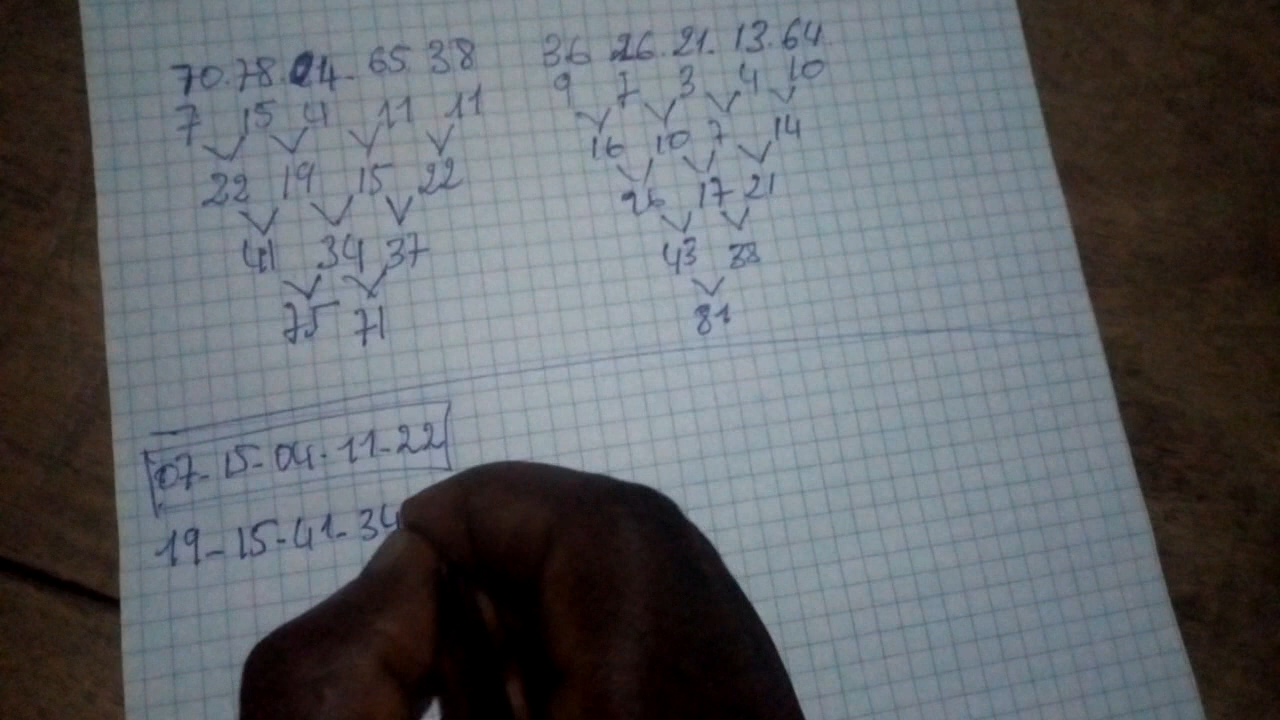 70.78.04-65.38
7 15 4 11 11
22 19 15 22
41 34 37
75 71
36 26.21.13.64
9 7 3 4 10
16 10 7 14
26 17 21
43 38
81
07-15-04-11-22
19-15-41-34